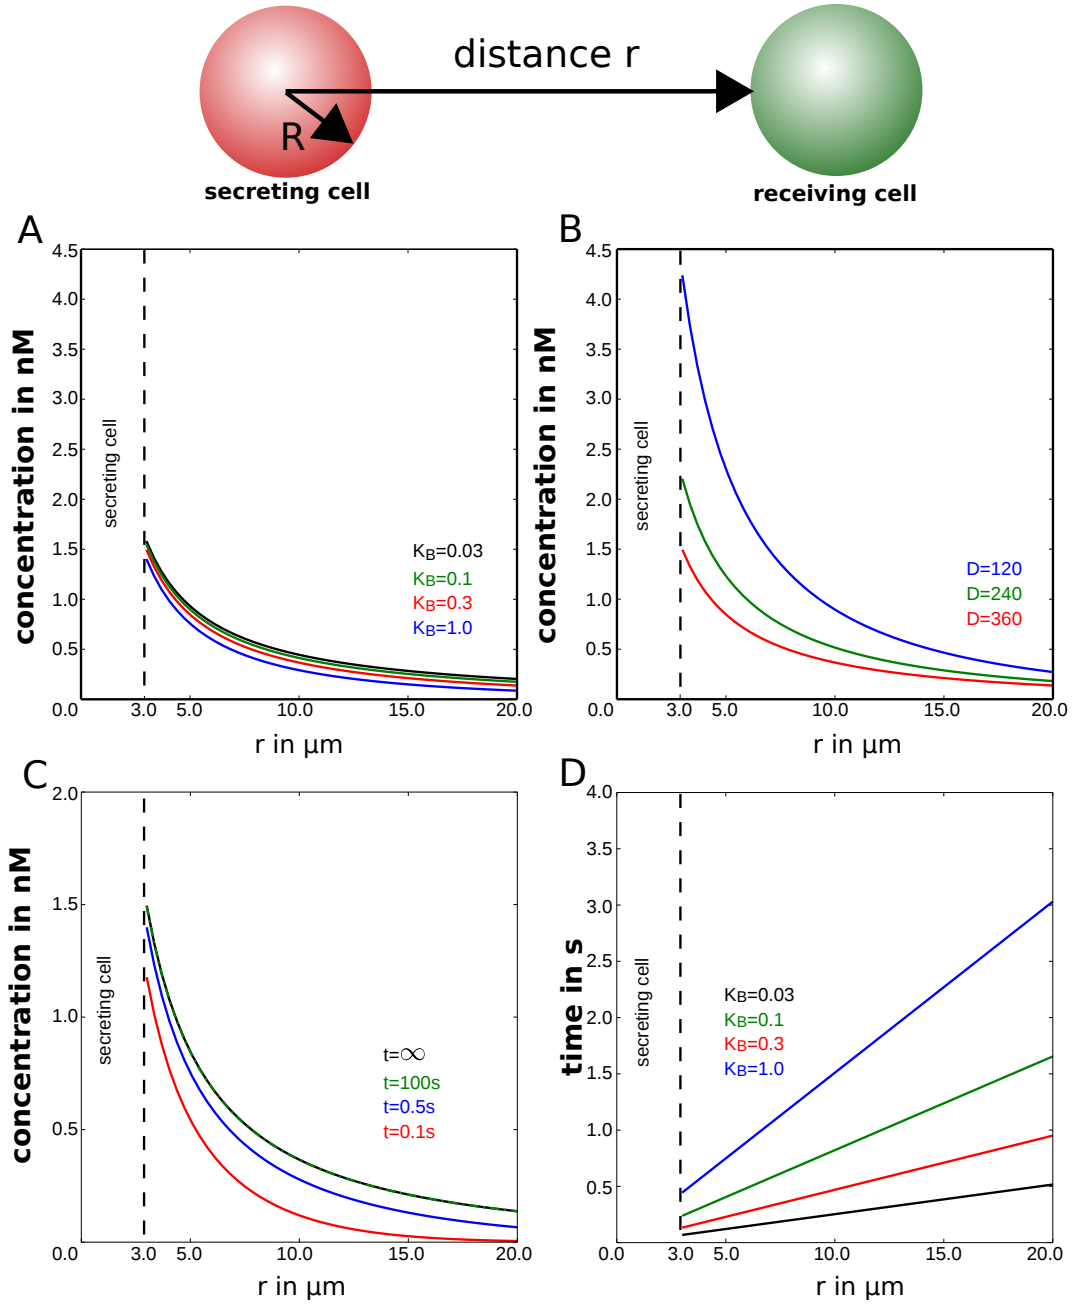 distance r
R
secreting cell
receiving cell
A
B
4.5
4.0
3.5
3.0
2.5
2.0
1.5
1.0
0.5
0.0
3.0
5.0
10.0
15.0
20.0
concentration in nM
secreting cell
K_B=0.03
K_B=0.1
K_B=0.3
K_B=1.0
r in μm
4.5
4.0
3.5
3.0
2.5
2.0
1.5
1.0
0.5
0.0
3.0
5.0
10.0
15.0
20.0
concentration in nM
secreting cell
D=120
D=240
D=360
r in μm
C
D
2.0
1.5
1.0
0.5
0.0
3.0
5.0
10.0
15.0
20.0
concentration in nM
secreting cell
t=∞
t=100s
t=0.5s
t=0.1s
r in μm
4.0
3.5
3.0
2.5
2.0
1.5
1.0
0.5
0.0
3.0
5.0
10.0
15.0
20.0
time in s
secreting cell
K_B=0.03
K_B=0.1
K_B=0.3
K_B=1.0
r in μm